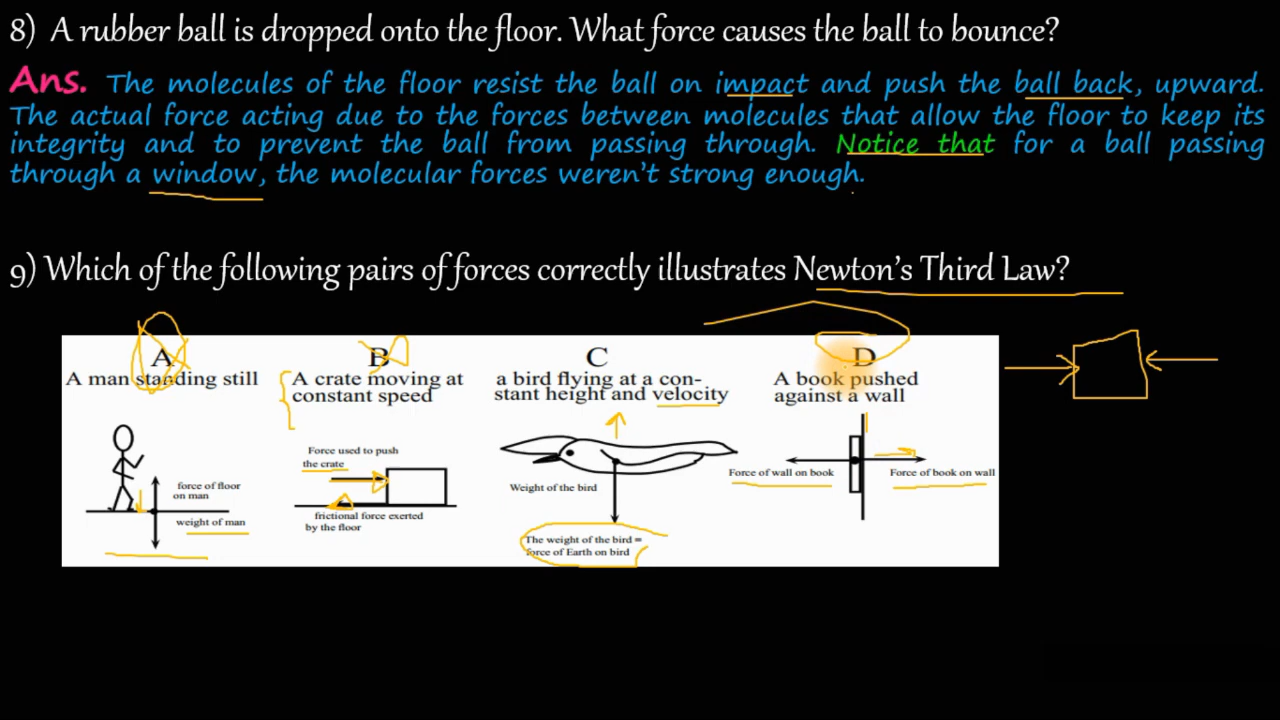 8) A rubber ball is dropped onto the floor. What force causes the ball to bounce?
Ans. The molecules of the floor resist the ball on impact and push the ball back, upward.
The actual force acting due to the forces between molecules that allow the floor to keep its
integrity and to prevent the ball from passing through. Notice that for a ball passing
through a window, the molecular forces weren't strong enough.
9) Which of the following pairs of forces correctly illustrates Newton's Third Law?
A
A man standing still
force of floor
on man
weight of man
B
A crate moving at
constant speed
Force used to push
the crate
frictional force exerted
by the floor
C
a bird flying at a con-
stant height and velocity
Weight of the bird
The weight of the bird =
force of Earth on bird
D
A book pushed
against a wall
Force of wall on book
Force of book on wall